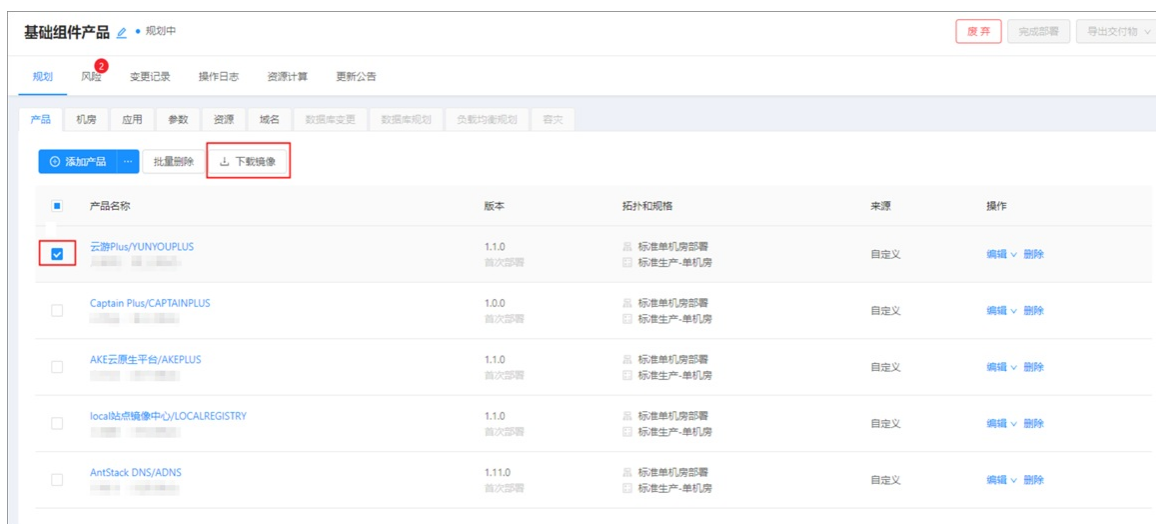 基础组件产品 规划中 废弃 完成部署 导出交付物
规划 风险 2 变更记录 操作日志 资源计算 更新公告
产品 机房 应用 参数 资源 域名 数据库变更 数据库规划 负载均衡规划 容灾
添加产品 ··· 批量删除 下载镜像
产品名称 版本 拓扑和规格 来源 操作
云游Plus/YUNYOUPLUS 1.1.0 标准单机房部署 自定义 编辑 删除
首次部署 标准生产-单机房
Captain Plus/CAPTAINPLUS 1.0.0 标准单机房部署 自定义 编辑 删除
首次部署 标准生产-单机房
AKE云原生平台/AKEPLUS 1.1.0 标准单机房部署 自定义 编辑 删除
首次部署 标准生产-单机房
local站点镜像中心/LOCALREGISTRY 1.1.0 标准单机房部署 自定义 编辑 删除
首次部署 标准生产-单机房
AntStack DNS/ADNS 1.11.0 标准单机房部署 自定义 编辑 删除
首次部署 标准生产-单机房